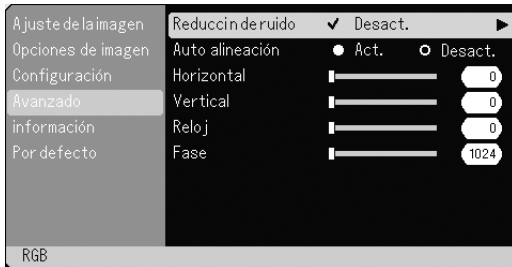 Ajuste de la imagen
Opciones de imagen
Configuración
Avanzado
información
Por defecto
Reduccin de ruido ✔ Desact. ▶
Auto alineación Act. Desact.
Horizontal 0
Vertical 0
Reloj 0
Fase 1024
RGB